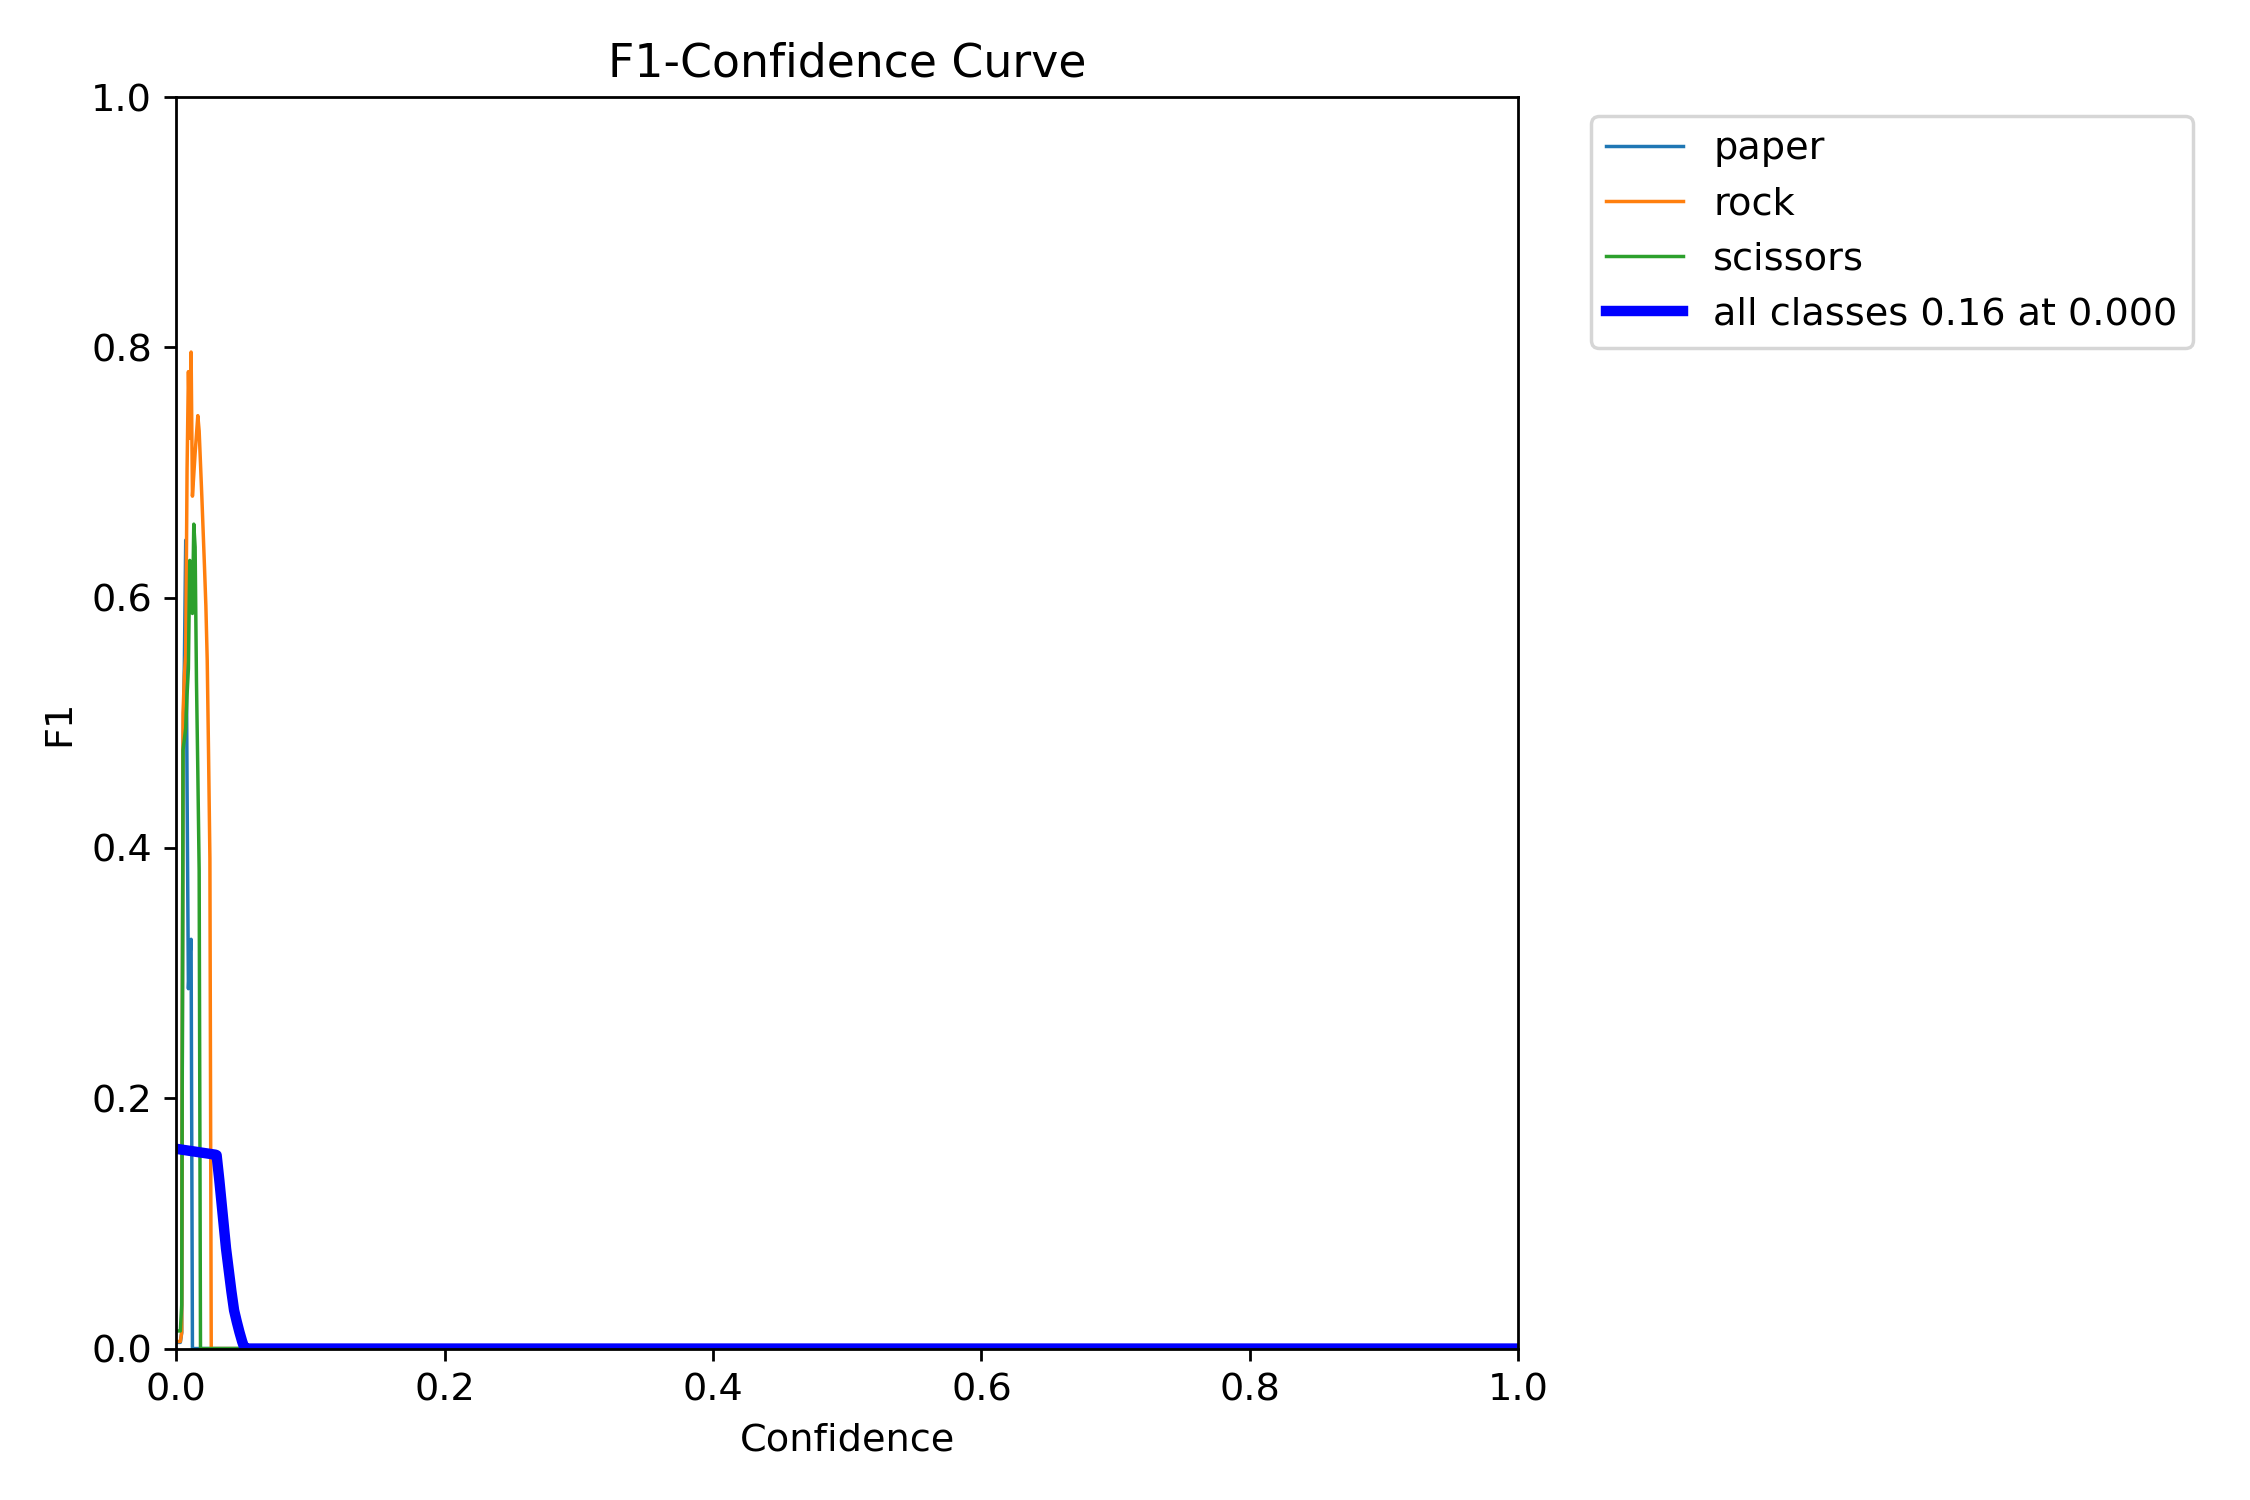 F1-Confidence Curve
1.0
0.8
0.6
0.4
0.2
0.0
F1
0.0 0.2 0.4 0.6 0.8 1.0
Confidence
paper
rock
scissors
all classes 0.16 at 0.000